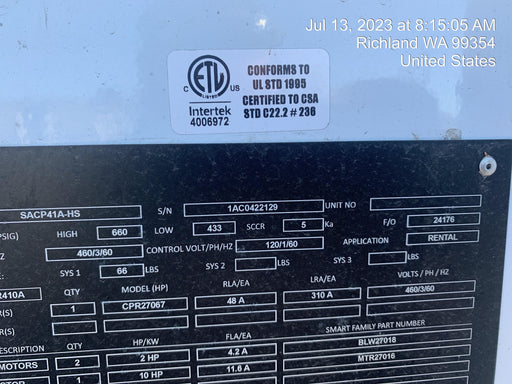 Jul 13, 2023 at 8:15:05 AM
Richland WA 99354
United States
ETL
LISTED
C US
Intertek
4006972
CONFORMS TO
UL STD 1995
CERTIFIED TO CSA
STD C22.2 # 236
SACP41A-HS S/N 1AC0422129 UNIT NO
PSIG) HIGH 660 LOW 433 SCCR 5 Ka F/O 24176
Z 460/3/60 CONTROL VOLT/PH/HZ 120/1/60 APPLICATION RENTAL
SYS 1 66 LBS SYS 2 LBS SYS 3 LBS
R410A QTY MODEL (HP) RLA/EA LRA/EA VOLTS / PH / HZ
R(S) 1 CPR27067 48 A 310 A 460/3/60
R(S)
DESCRIPTION QTY HP/KW FLA/EA SMART FAMILY PART NUMBER
MOTORS 2 2 HP 4.2 A BLW27018
TOR 1 10 HP 11.6 A MTR27016